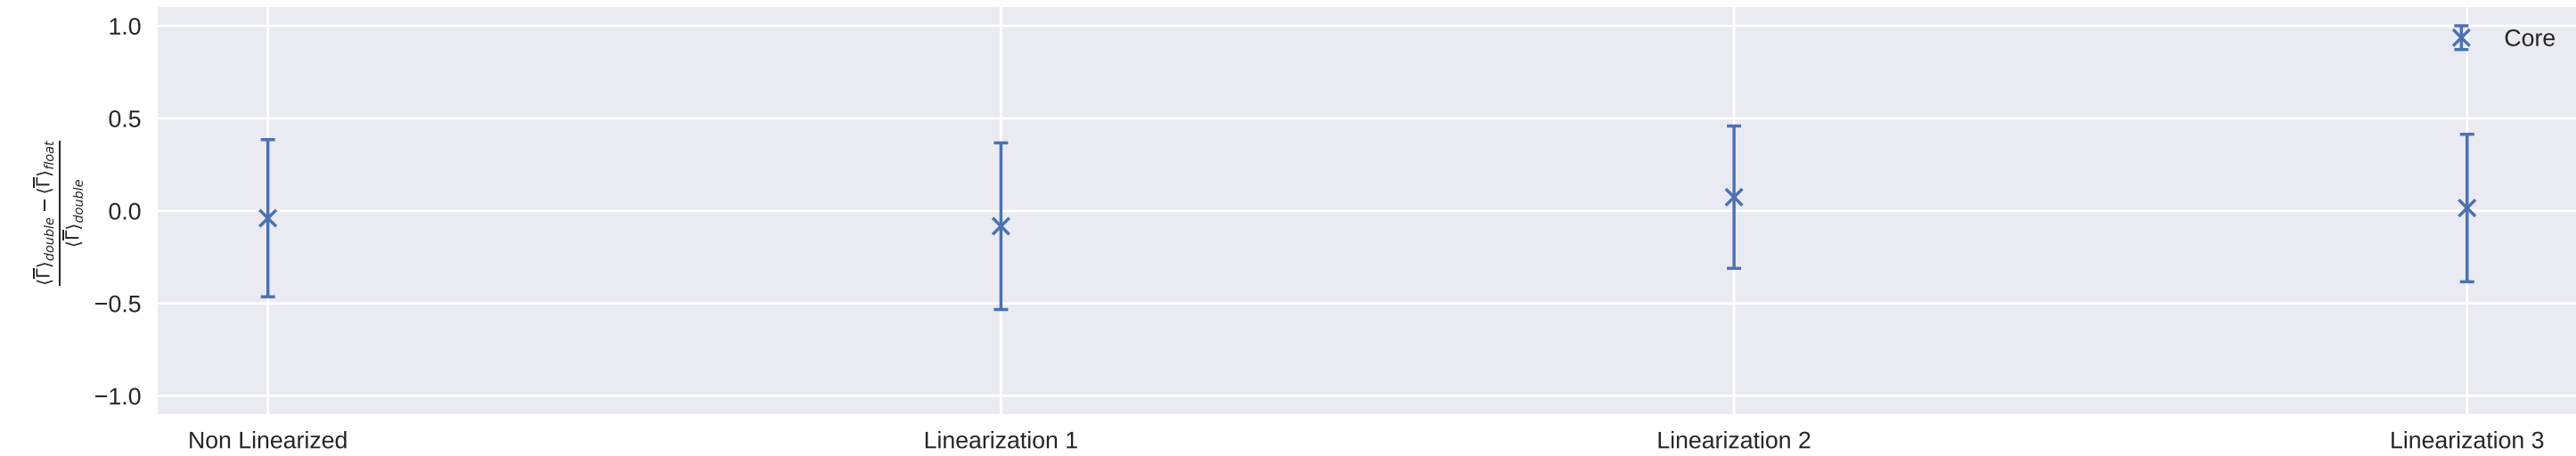 1.0
0.5
0.0
−0.5
−1.0
⟨Γ̅⟩double − ⟨Γ̅⟩float
⟨Γ̅⟩double
Core
Non Linearized
Linearization 1
Linearization 2
Linearization 3